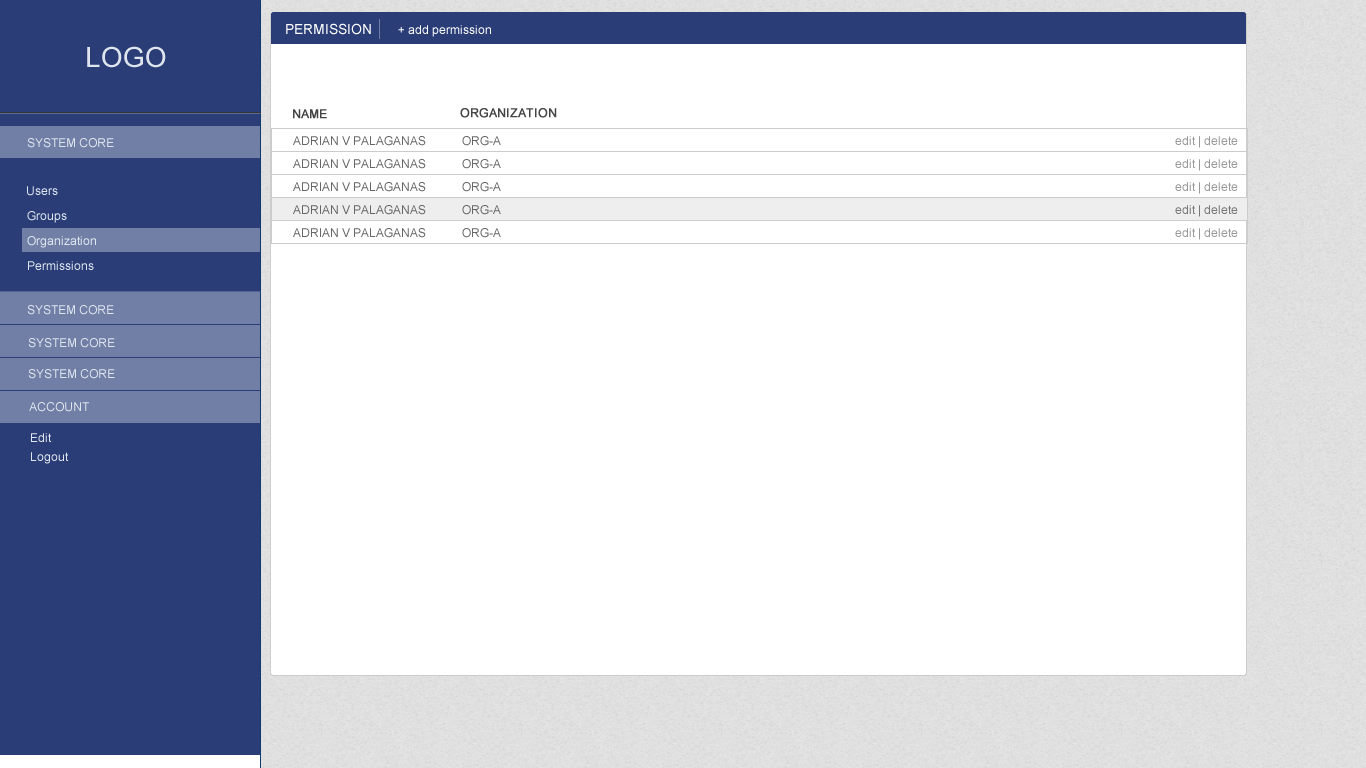 LOGO
SYSTEM CORE
Users
Groups
Organization
Permissions
SYSTEM CORE
SYSTEM CORE
SYSTEM CORE
ACCOUNT
Edit
Logout
PERMISSION + add permission
NAME ORGANIZATION
ADRIAN V PALAGANAS ORG-A edit | delete
ADRIAN V PALAGANAS ORG-A edit | delete
ADRIAN V PALAGANAS ORG-A edit | delete
ADRIAN V PALAGANAS ORG-A edit | delete
ADRIAN V PALAGANAS ORG-A edit | delete